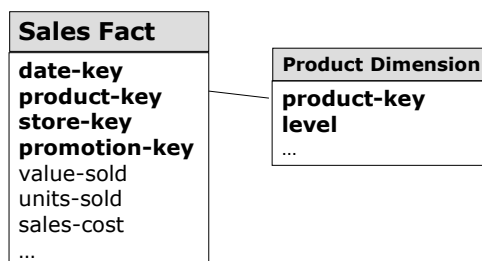 Sales Fact
date-key
product-key
store-key
promotion-key
value-sold
units-sold
sales-cost
...
Product Dimension
product-key
level
...